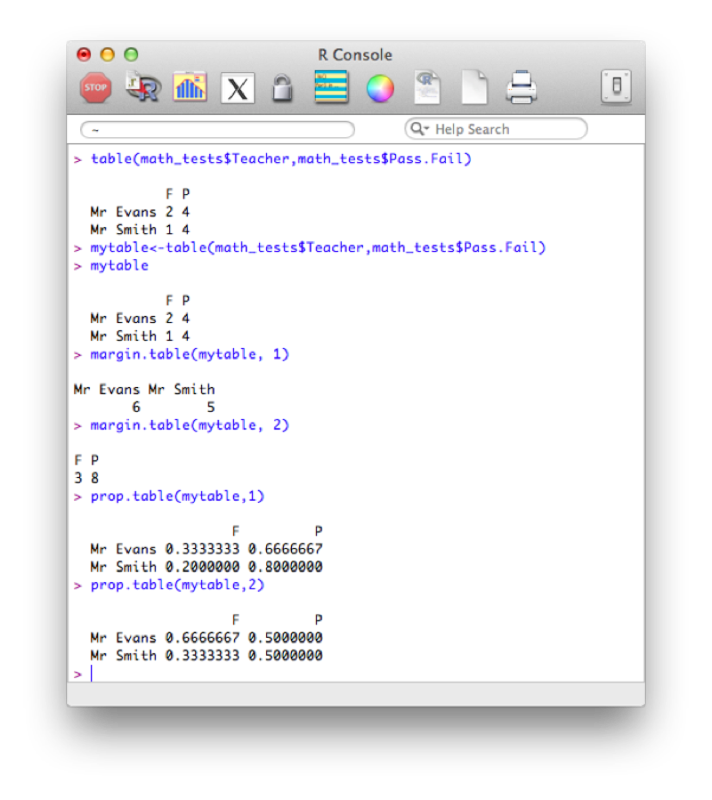 R Console
STOP
X
R
~
Help Search
> table(math_tests$Teacher,math_tests$Pass.Fail)
F P
Mr Evans 2 4
Mr Smith 1 4
> mytable<-table(math_tests$Teacher,math_tests$Pass.Fail)
> mytable
F P
Mr Evans 2 4
Mr Smith 1 4
> margin.table(mytable, 1)
Mr Evans Mr Smith
6 5
> margin.table(mytable, 2)
F P
3 8
> prop.table(mytable,1)
F P
Mr Evans 0.3333333 0.6666667
Mr Smith 0.2000000 0.8000000
> prop.table(mytable,2)
F P
Mr Evans 0.6666667 0.5000000
Mr Smith 0.3333333 0.5000000
>